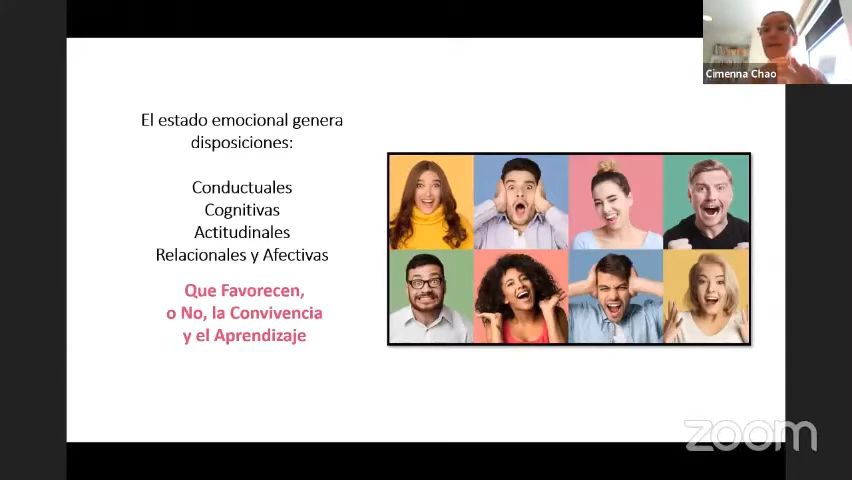 El estado emocional genera
disposiciones:
Conductuales
Cognitivas
Actitudinales
Relacionales y Afectivas
Que Favorecen,
o No, la Convivencia
y el Aprendizaje
Cimenna Chao
zoom